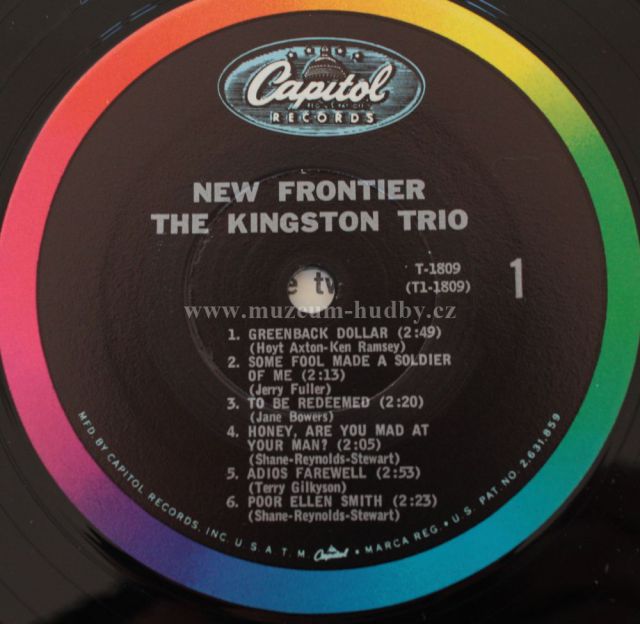 Capitol
RECORDS
NEW FRONTIER
THE KINGSTON TRIO
T-1809
(T1-1809)
1
e tw
www.muzeum-hudby.cz
1. GREENBACK DOLLAR (2:49)
(Hoyt Axton-Ken Ramsey)
2. SOME FOOL MADE A SOLDIER
OF ME (2:13)
(Jerry Fuller)
3. TO BE REDEEMED (2:20)
(Jane Bowers)
4. HONEY, ARE YOU MAD AT
YOUR MAN? (2:05)
(Shane-Reynolds-Stewart)
5. ADIOS FAREWELL (2:53)
(Terry Gilkyson)
6. POOR ELLEN SMITH (2:23)
(Shane-Reynolds-Stewart)
MFD. BY CAPITOL RECORDS, INC. U.S.A. T.M. Capitol • MARCA REG. • U.S. PAT. NO. 2,631,859